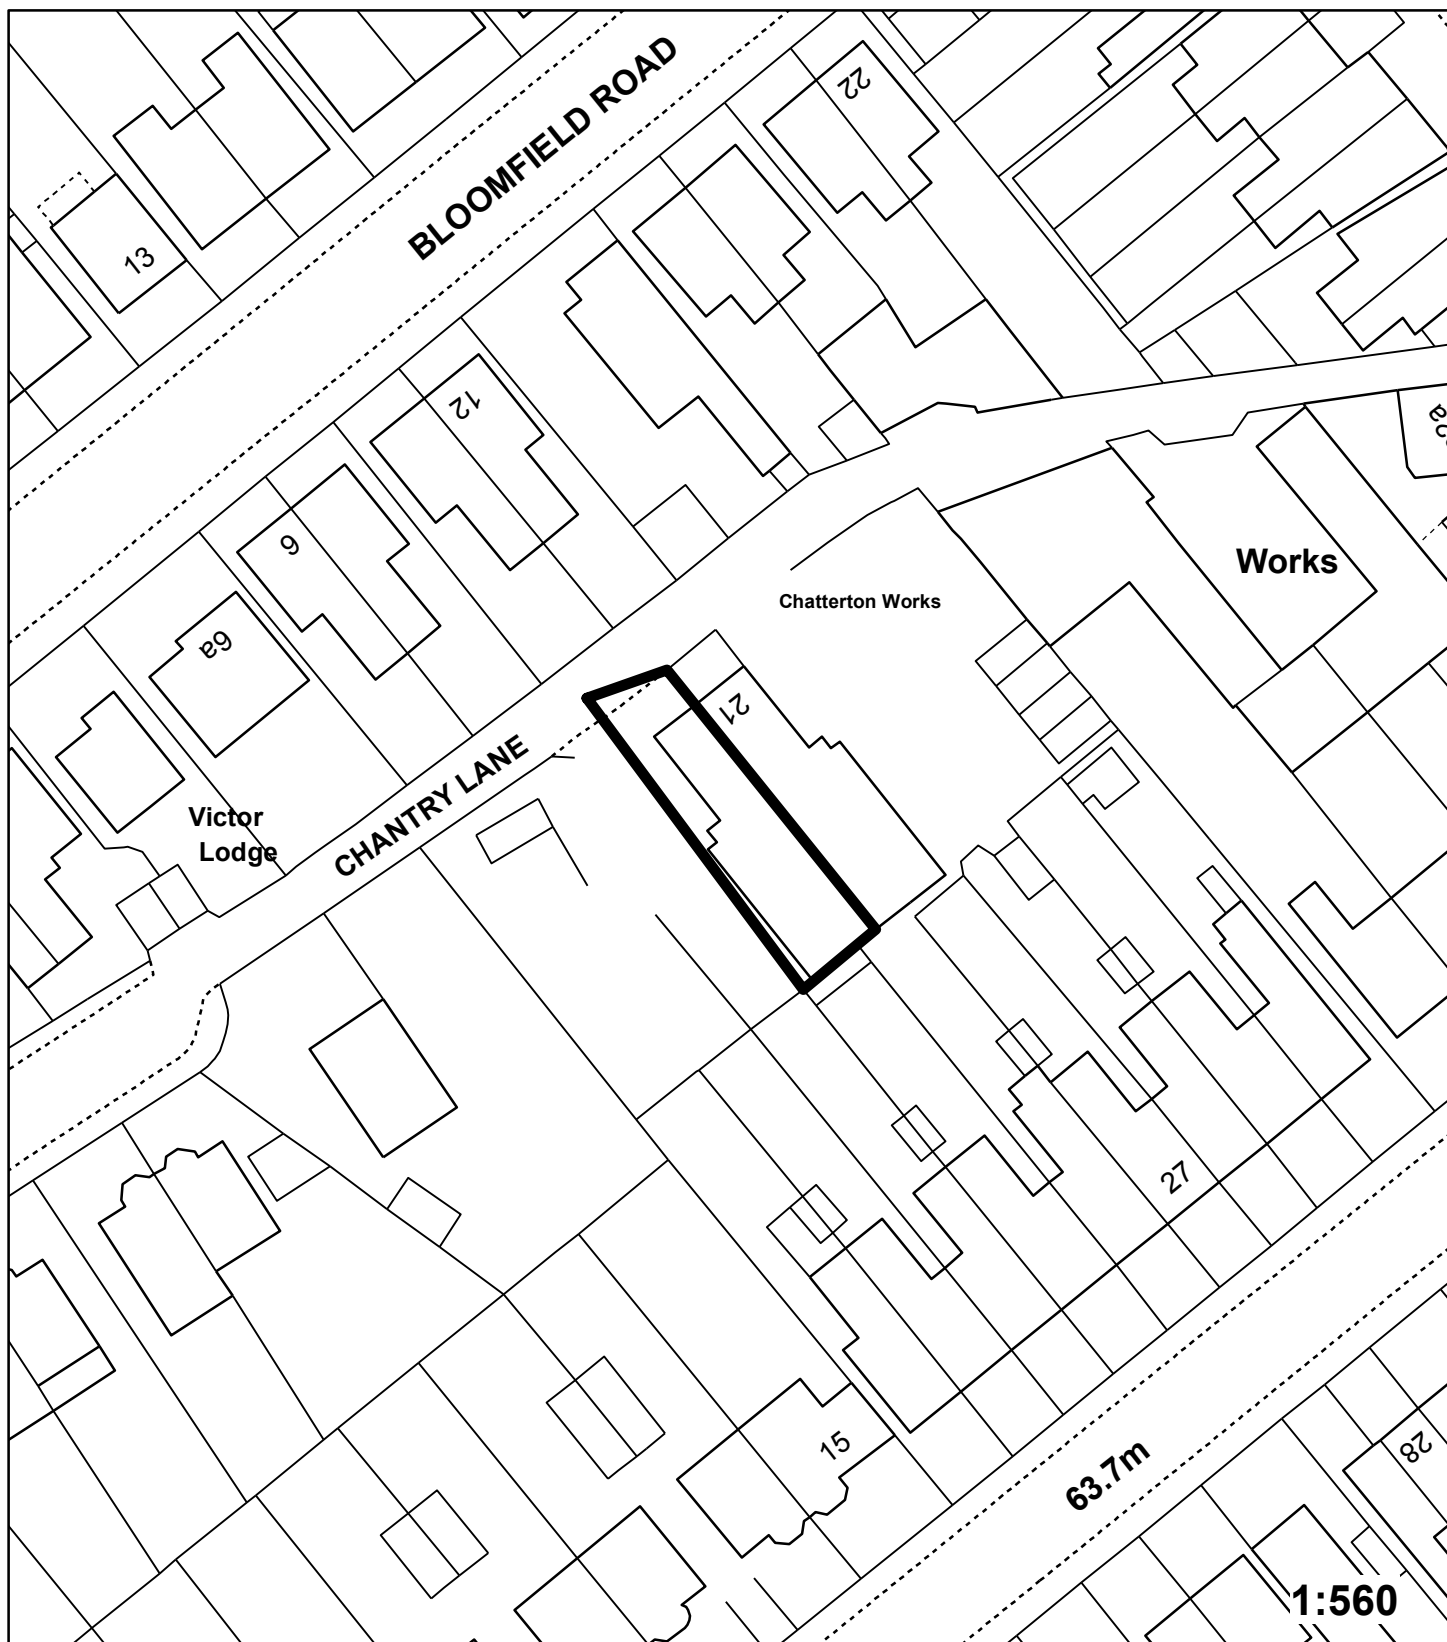 22
BLOOMFIELD ROAD
13
12
9
Works
Chatterton Works
6a
21
CHANTRY LANE
Victor
Lodge
27
15
28
63.7m
1:560